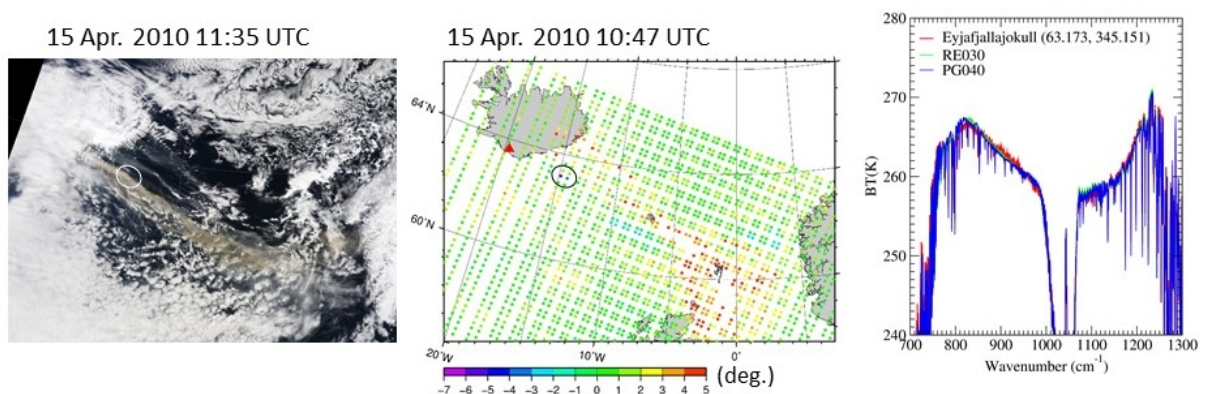 15 Apr. 2010 11:35 UTC
15 Apr. 2010 10:47 UTC
64°N
60°N
20°W
10°W
0°
-7 -6 -5 -4 -3 -2 -1 0 1 2 3 4 5
(deg.)
280
270
260
250
240
BT(K)
Eyjafjallajokull (63.173, 345.151)
RE030
PG040
700 800 900 1000 1100 1200 1300
Wavenumber (cm⁻¹)